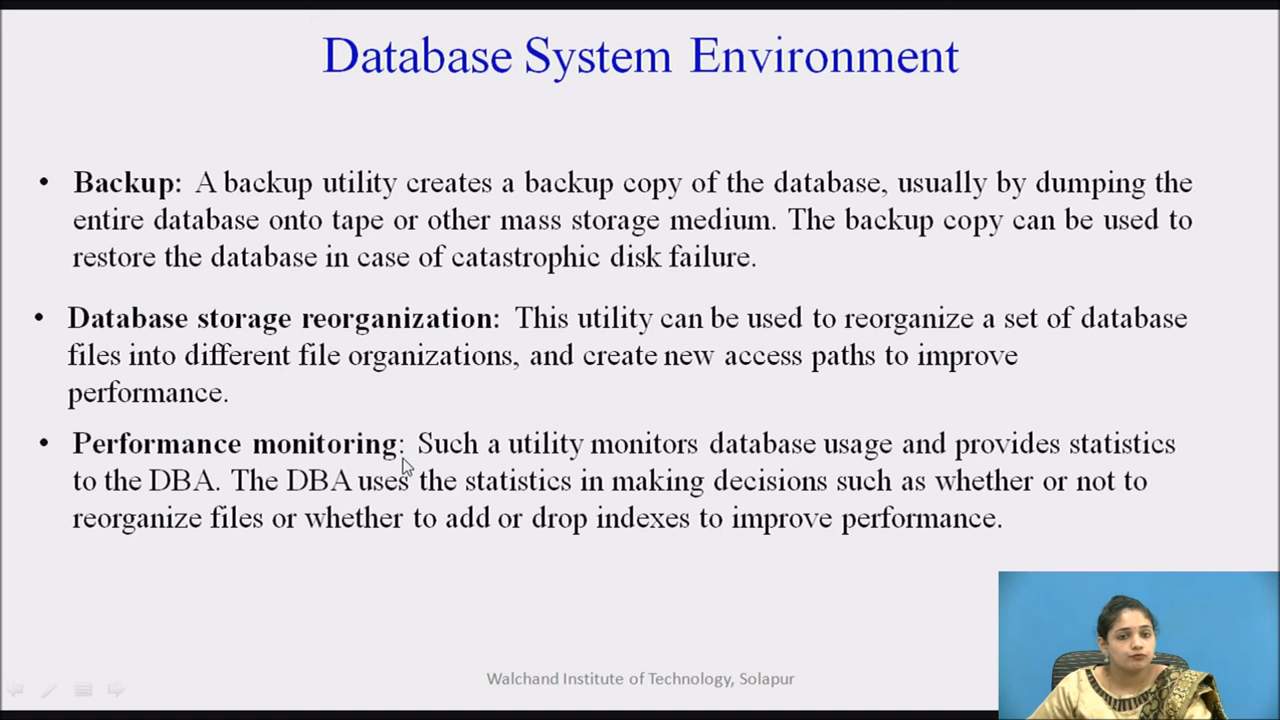 Database System Environment
• Backup: A backup utility creates a backup copy of the database, usually by dumping the
entire database onto tape or other mass storage medium. The backup copy can be used to
restore the database in case of catastrophic disk failure.
• Database storage reorganization: This utility can be used to reorganize a set of database
files into different file organizations, and create new access paths to improve
performance.
• Performance monitoring: Such a utility monitors database usage and provides statistics
to the DBA. The DBA uses the statistics in making decisions such as whether or not to
reorganize files or whether to add or drop indexes to improve performance.
Walchand Institute of Technology, Solapur